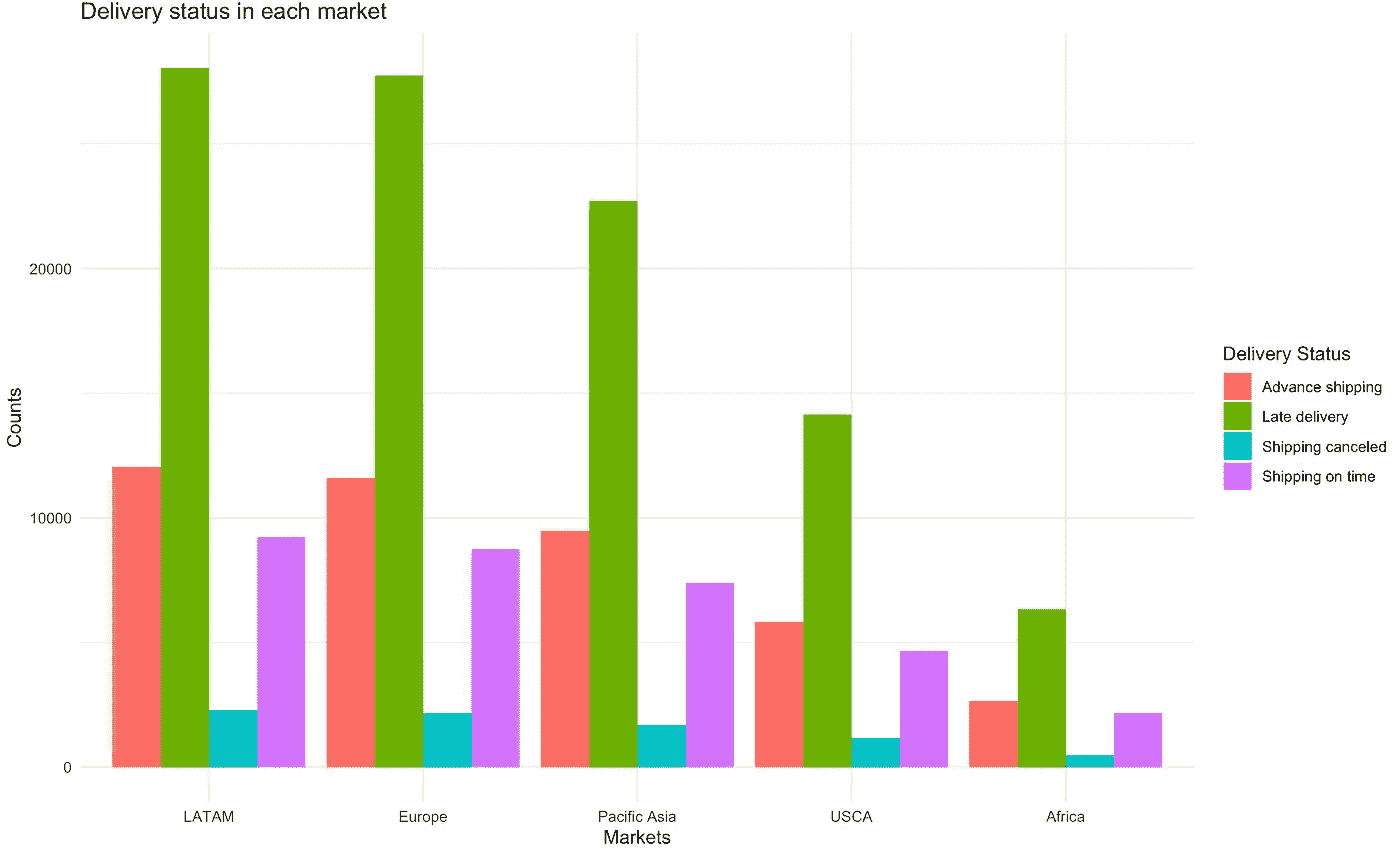 Delivery status in each market
Counts
20000
10000
0
LATAM
Europe
Pacific Asia
USCA
Africa
Markets
Delivery Status
Advance shipping
Late delivery
Shipping canceled
Shipping on time